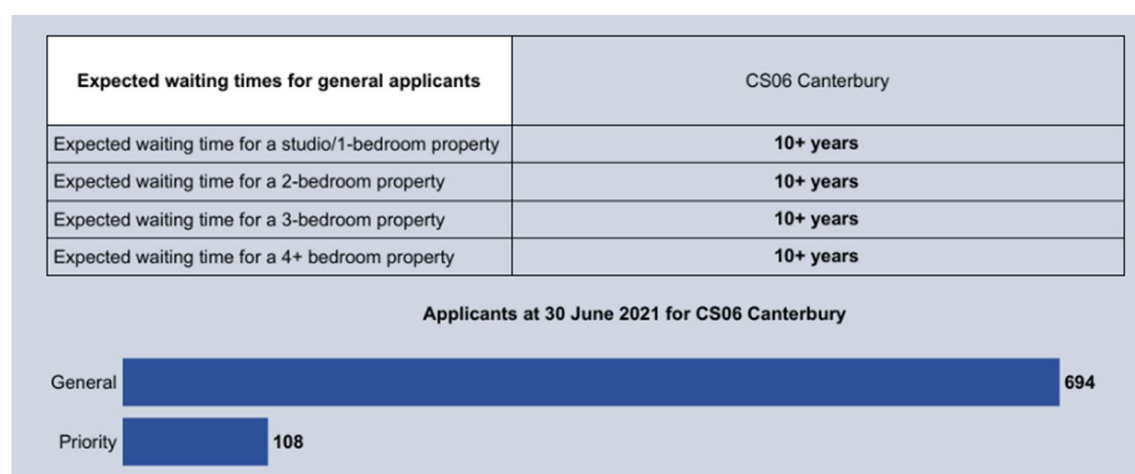 Expected waiting times for general applicants CS06 Canterbury
Expected waiting time for a studio/1-bedroom property 10+ years
Expected waiting time for a 2-bedroom property 10+ years
Expected waiting time for a 3-bedroom property 10+ years
Expected waiting time for a 4+ bedroom property 10+ years
Applicants at 30 June 2021 for CS06 Canterbury
General 694
Priority 108